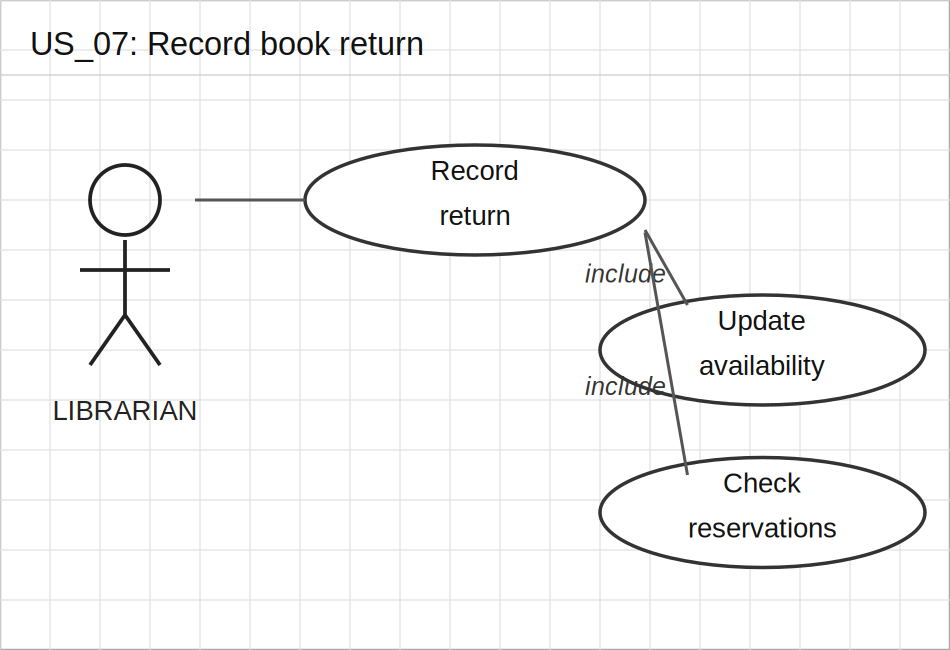 US_07: Record book return
Record
return
include
Update
availability
include
LIBRARIAN
Check
reservations